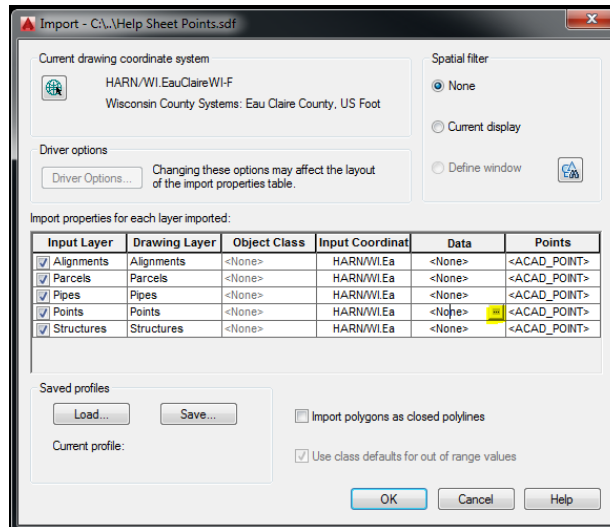 Import - C:\..\Help Sheet Points.sdf
Current drawing coordinate system
HARN/WI.EauClaireWI-F
Wisconsin County Systems: Eau Claire County, US Foot
Spatial filter
None
Current display
Define window
Driver options
Driver Options...
Changing these options may affect the layout
of the import properties table.
Import properties for each layer imported:
Input Layer Drawing Layer Object Class Input Coordinat Data Points
Alignments Alignments <None> HARN/WI.Ea <None> <ACAD_POINT>
Parcels Parcels <None> HARN/WI.Ea <None> <ACAD_POINT>
Pipes Pipes <None> HARN/WI.Ea <None> <ACAD_POINT>
Points Points <None> HARN/WI.Ea <None> ... <ACAD_POINT>
Structures Structures <None> HARN/WI.Ea <None> <ACAD_POINT>
Saved profiles
Load... Save...
Current profile:
Import polygons as closed polylines
Use class defaults for out of range values
OK Cancel Help